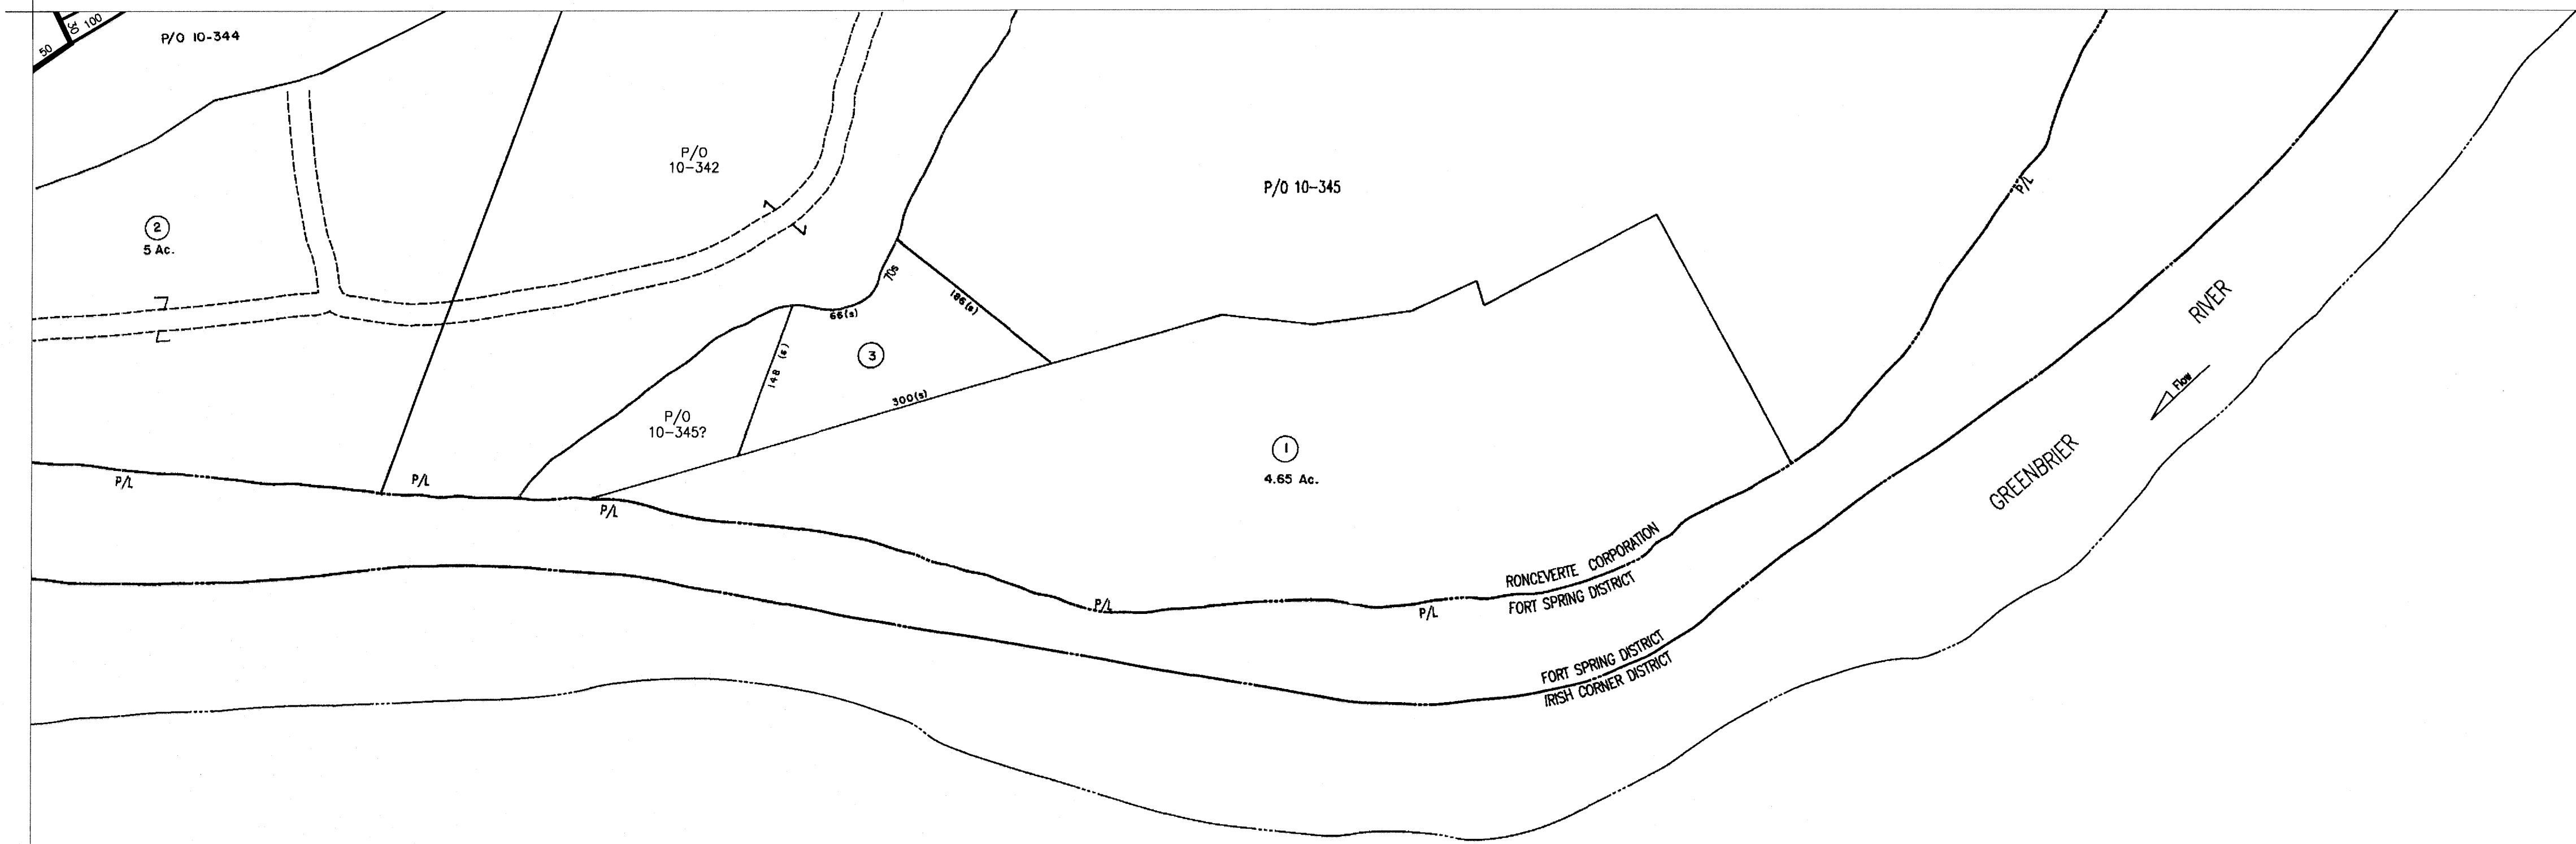 30
100
50
P/O 10-344
P/O
10-342
P/O 10-345
P/L
2
5 Ac.
70s
186(s)
66(s)
3
148 (s)
300(s)
P/O
10-345?
1
4.65 Ac.
RIVER
Flow
GREENBRIER
P/L
P/L
P/L
RONCEVERTE CORPORATION
FORT SPRING DISTRICT
P/L
P/L
FORT SPRING DISTRICT
IRISH CORNER DISTRICT